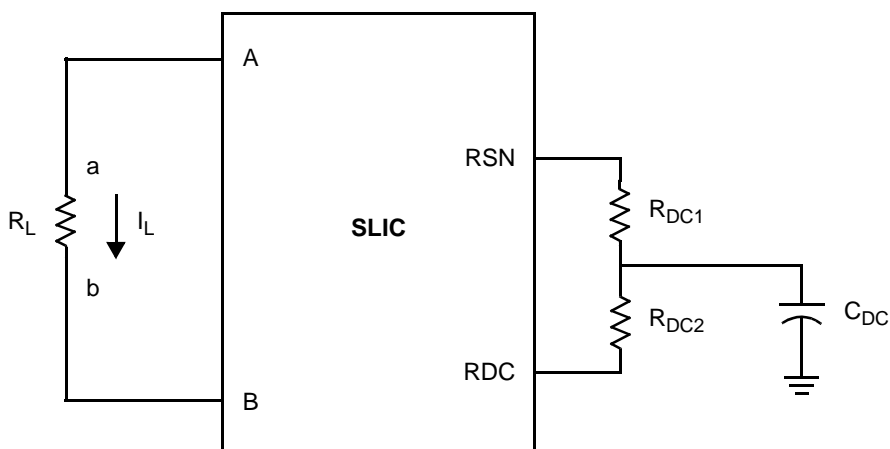 A
RSN
a
R_DC1
R_L
I_L
SLIC
b
R_DC2
C_DC
RDC
B